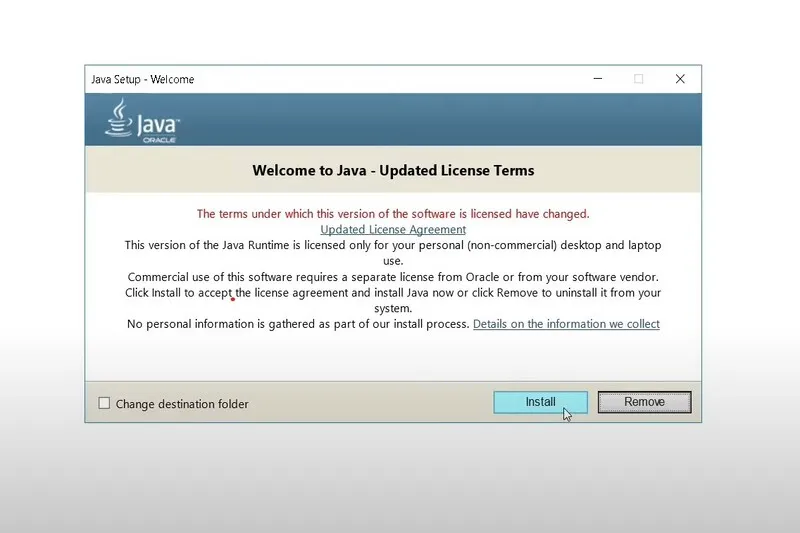 Java Setup - Welcome
Java™
ORACLE
Welcome to Java - Updated License Terms
The terms under which this version of the software is licensed have changed.
Updated License Agreement
This version of the Java Runtime is licensed only for your personal (non-commercial) desktop and laptop
use.
Commercial use of this software requires a separate license from Oracle or from your software vendor.
Click Install to accept the license agreement and install Java now or click Remove to uninstall it from your
system.
No personal information is gathered as part of our install process. Details on the information we collect
Change destination folder
Install
Remove